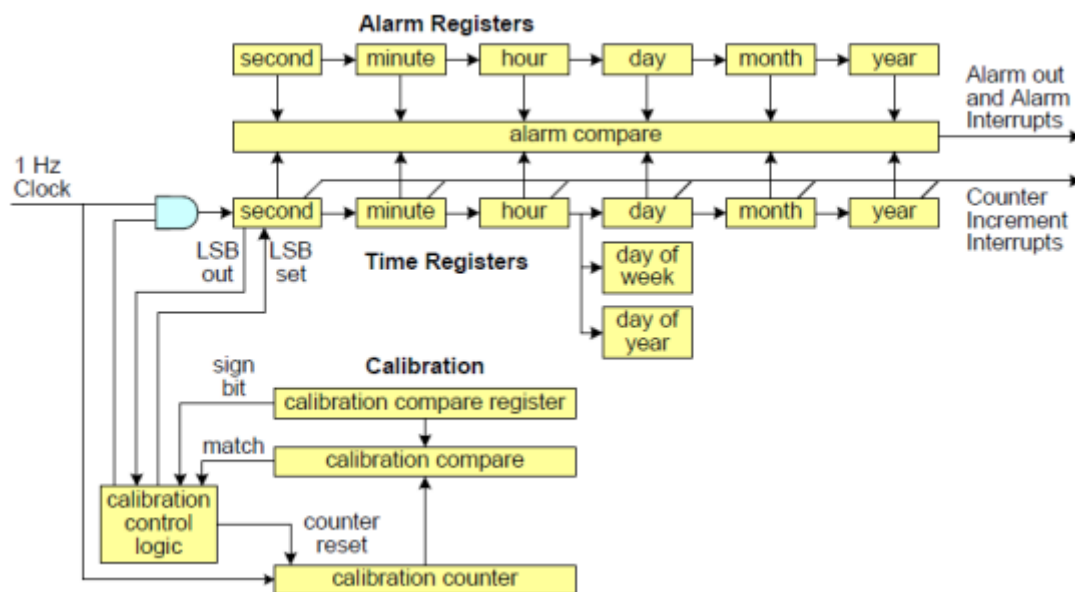 Alarm Registers
second
minute
hour
day
month
year
Alarm out
and Alarm
Interrupts
alarm compare
1 Hz
Clock
second
minute
hour
day
month
year
Counter
Increment
Interrupts
LSB
out
LSB
set
Time Registers
day of
week
day of
year
Calibration
sign
bit
calibration compare register
match
calibration compare
calibration
control
logic
counter
reset
calibration counter